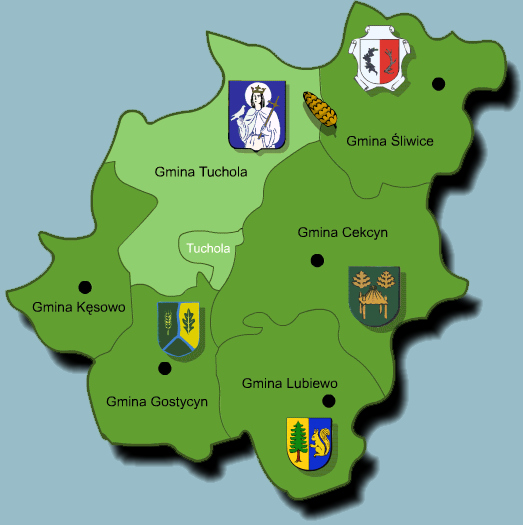 Gmina Śliwice
Gmina Tuchola
Gmina Cekcyn
Tuchola
Gmina Kęsowo
Gmina Lubiewo
Gmina Gostycyn